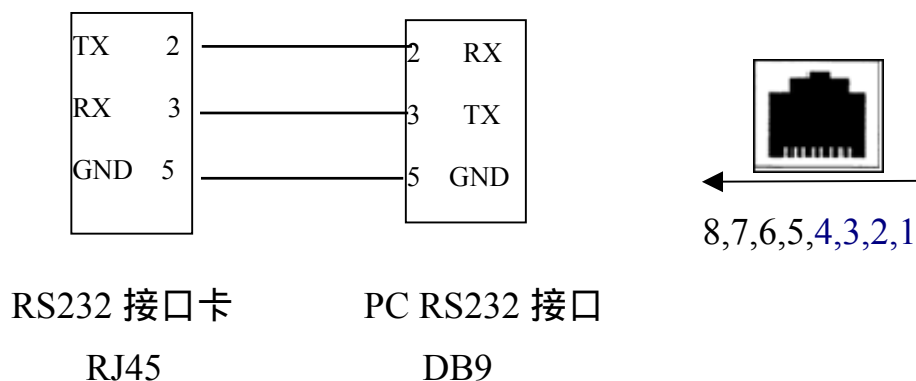 TX 2
2 RX
RX 3
3 TX
GND 5
5 GND
8,7,6,5,4,3,2,1
RS232 接口卡
PC RS232 接口
RJ45
DB9